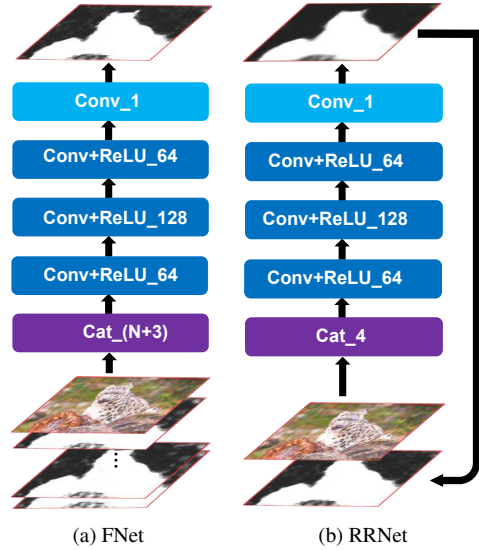 Conv_1
Conv+ReLU_64
Conv+ReLU_128
Conv+ReLU_64
Cat_(N+3)
(a) FNet
Conv_1
Conv+ReLU_64
Conv+ReLU_128
Conv+ReLU_64
Cat_4
(b) RRNet